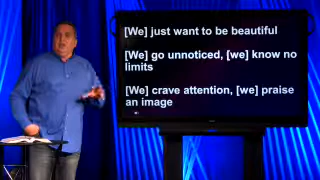 [We] just want to be beautiful
[We] go unnoticed, [we] know no
limits
[We] crave attention, [we] praise
an image